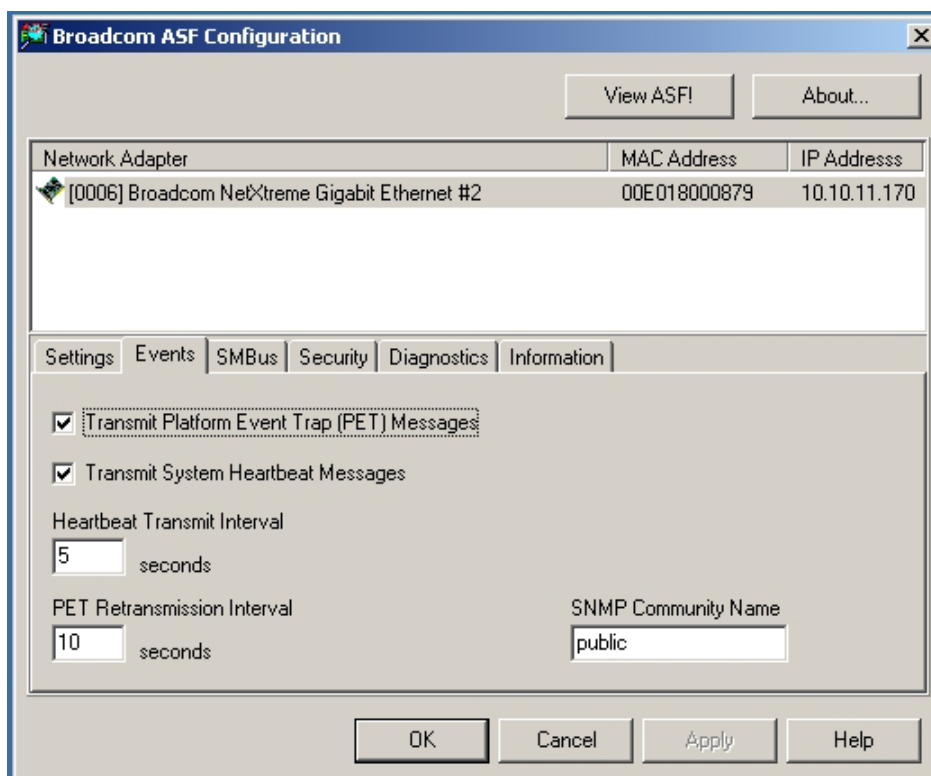 Broadcom ASF Configuration
View ASF! About...
Network Adapter MAC Address IP Addresss
[0006] Broadcom NetXtreme Gigabit Ethernet #2 00E018000879 10.10.11.170
Settings Events SMBus Security Diagnostics Information
Transmit Platform Event Trap (PET) Messages
Transmit System Heartbeat Messages
Heartbeat Transmit Interval
5 seconds
PET Retransmission Interval SNMP Community Name
10 seconds public
OK Cancel Apply Help